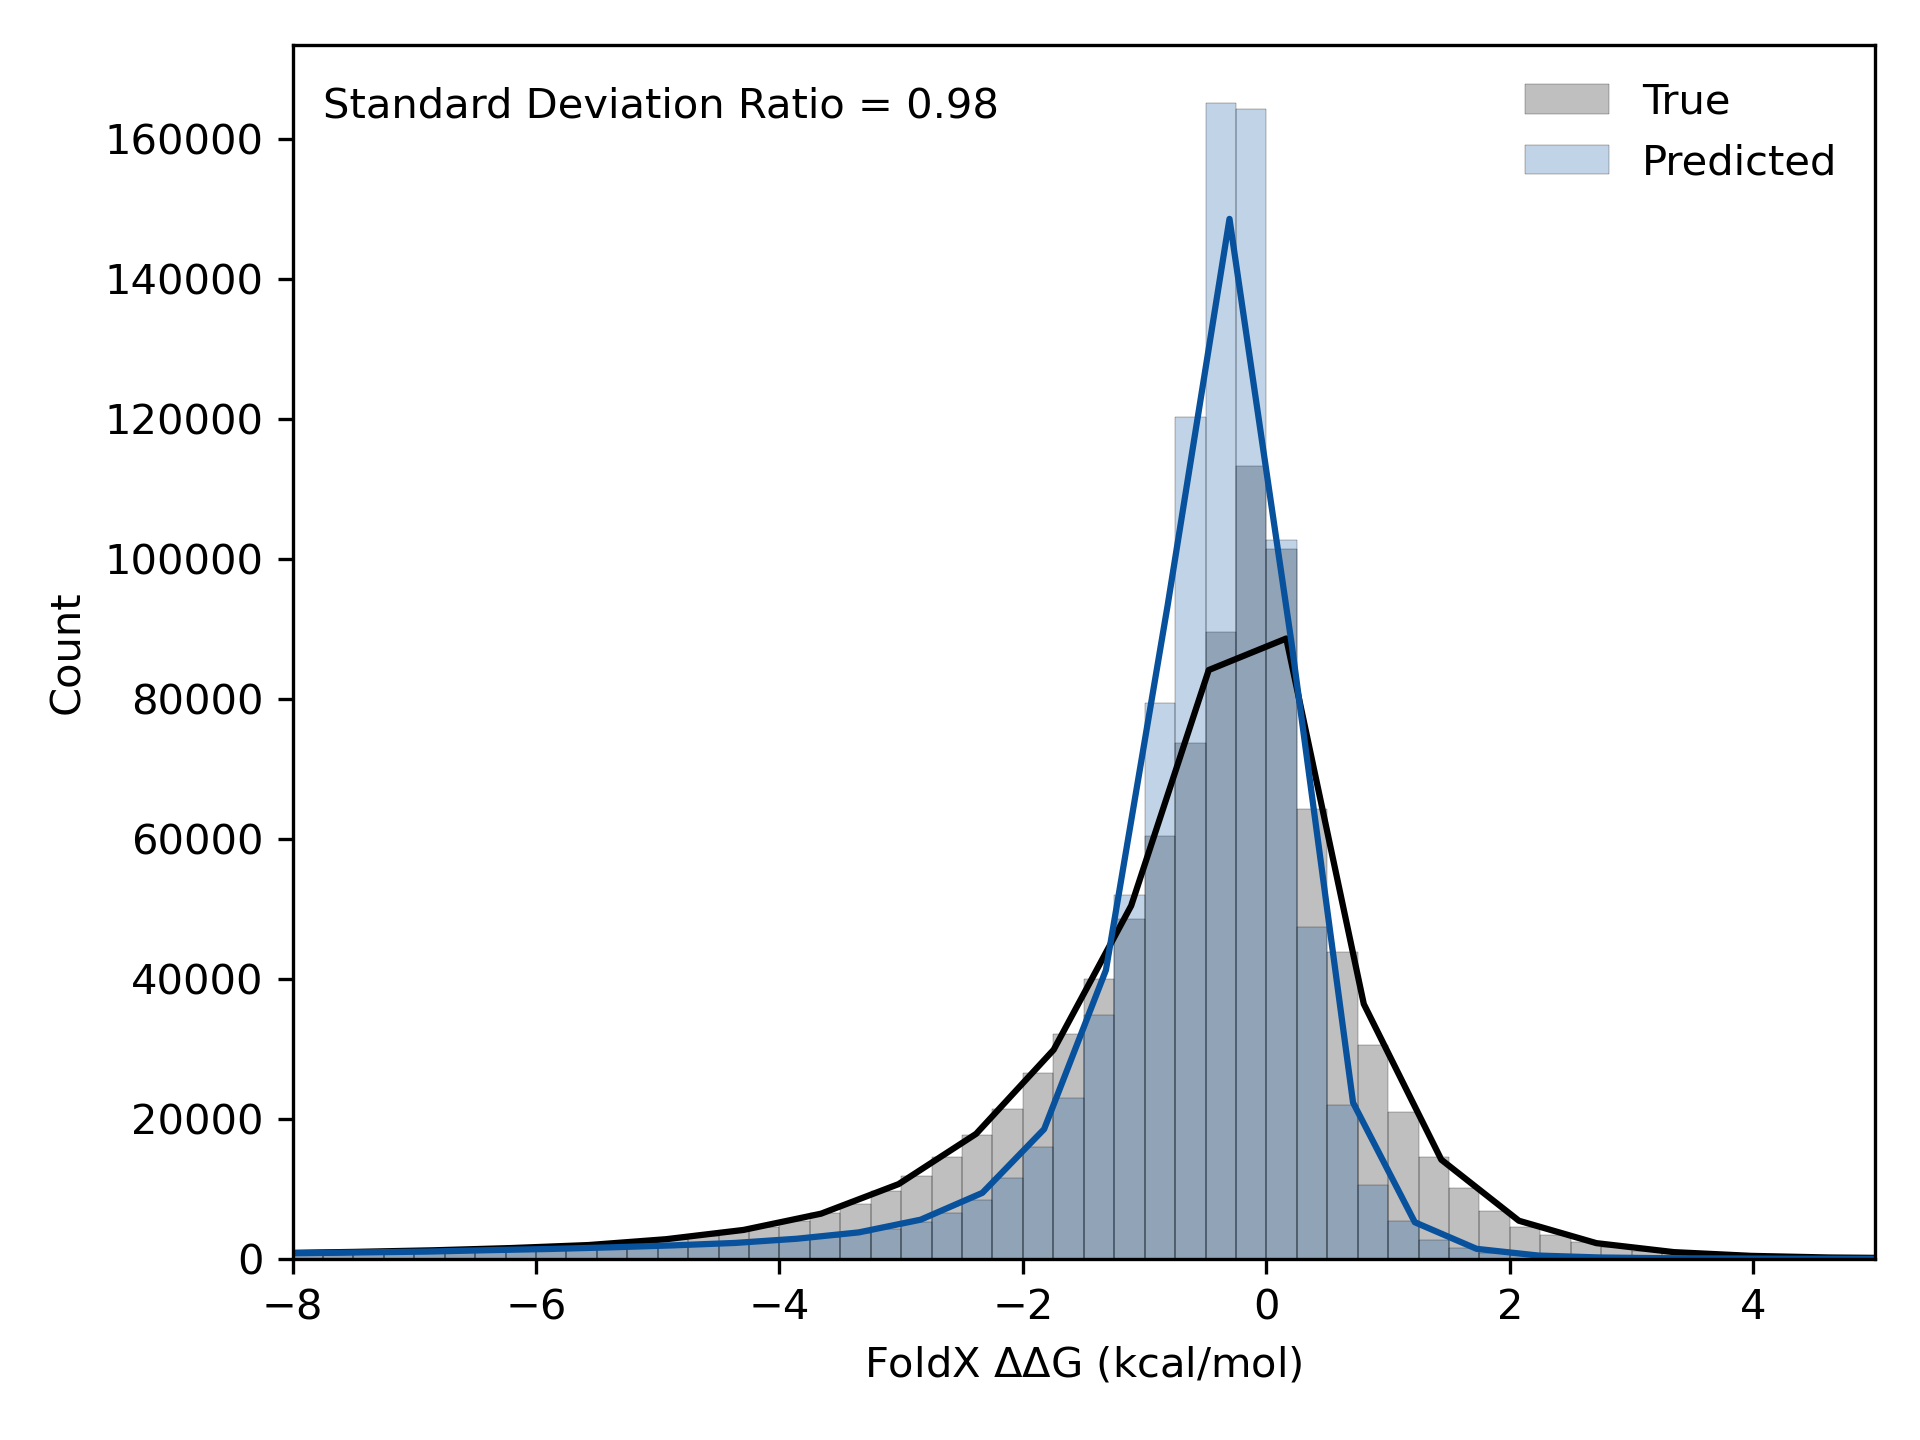 Standard Deviation Ratio = 0.98
True
Predicted
160000
140000
120000
100000
80000
60000
40000
20000
0
Count
−8 −6 −4 −2 0 2 4
FoldX ΔΔG (kcal/mol)